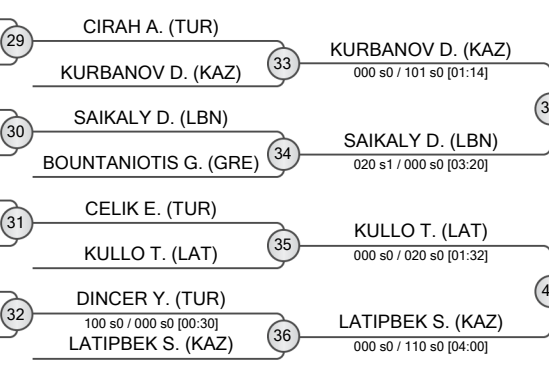 CIRAH A. (TUR)
29
KURBANOV D. (KAZ)
33
KURBANOV D. (KAZ)
000 s0 / 101 s0 [01:14]
SAIKALY D. (LBN)
30
BOUNTANIOTIS G. (GRE)
34
SAIKALY D. (LBN)
020 s1 / 000 s0 [03:20]
CELIK E. (TUR)
31
KULLO T. (LAT)
35
KULLO T. (LAT)
000 s0 / 020 s0 [01:32]
DINCER Y. (TUR)
32
100 s0 / 000 s0 [00:30]
LATIPBEK S. (KAZ)
36
LATIPBEK S. (KAZ)
000 s0 / 110 s0 [04:00]